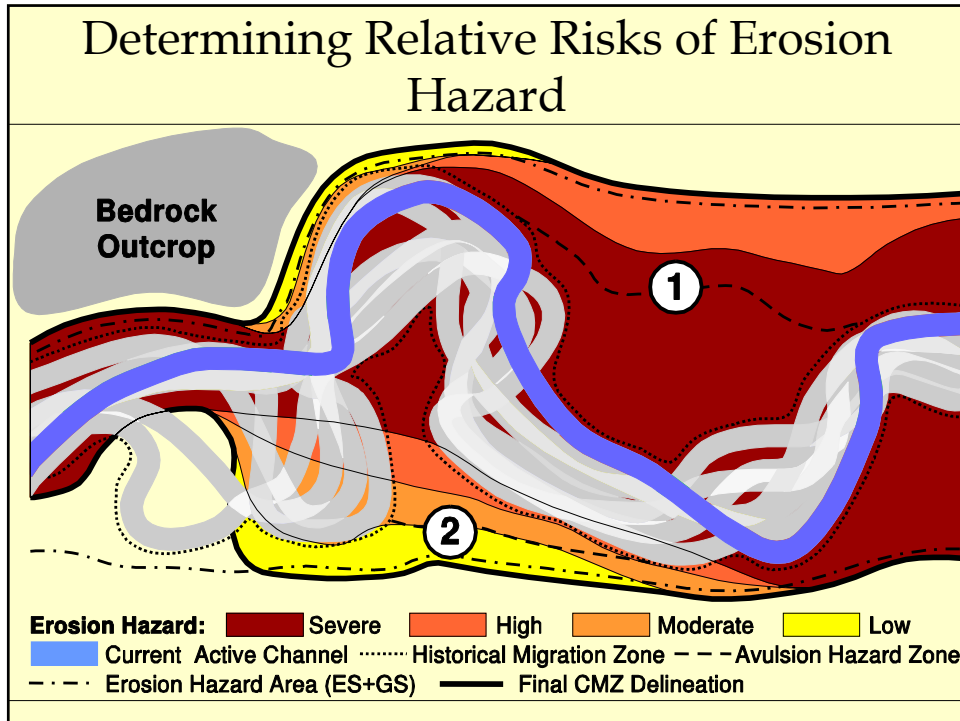 Determining Relative Risks of Erosion
Hazard
Bedrock
Outcrop
1
2
Erosion Hazard: Severe High Moderate Low
Current Active Channel Historical Migration Zone Avulsion Hazard Zone
Erosion Hazard Area (ES+GS) Final CMZ Delineation